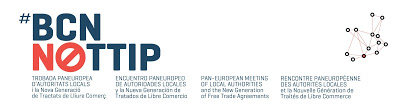 #BCN
NOTTIP
TROBADA PANEUROPEA
D'AUTORITATS LOCALS
i la Nova Generació
de Tractats de Lliure Comerç
ENCUENTRO PANEUROPEO
DE AUTORIDADES LOCALES
y la Nueva Generación de
Tratados de Libre Comercio
PAN-EUROPEAN MEETING
OF LOCAL AUTHORITIES
and the New Generation
of Free Trade Agreements
RENCONTRE PANEUROPÉENNE
DES AUTORITÉS LOCALES
et la Nouvelle Génération de
Traités de Libre Commerce